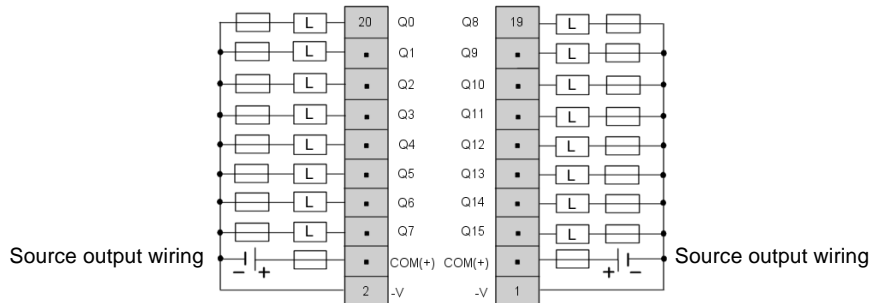 L 20 Q0 Q8 19 L
L Q1 Q9 L
L Q2 Q10 L
L Q3 Q11 L
L Q4 Q12 L
L Q5 Q13 L
L Q6 Q14 L
L Q7 Q15 L
Source output wiring − + COM(+) COM(+) + − Source output wiring
2 -V -V 1